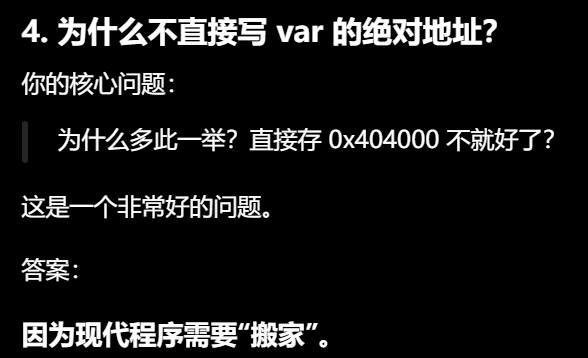 4. 为什么不直接写 var 的绝对地址？
你的核心问题：
为什么多此一举？直接存 0x404000 不就好了？
这是一个非常好的问题。
答案：
因为现代程序需要“搬家”。